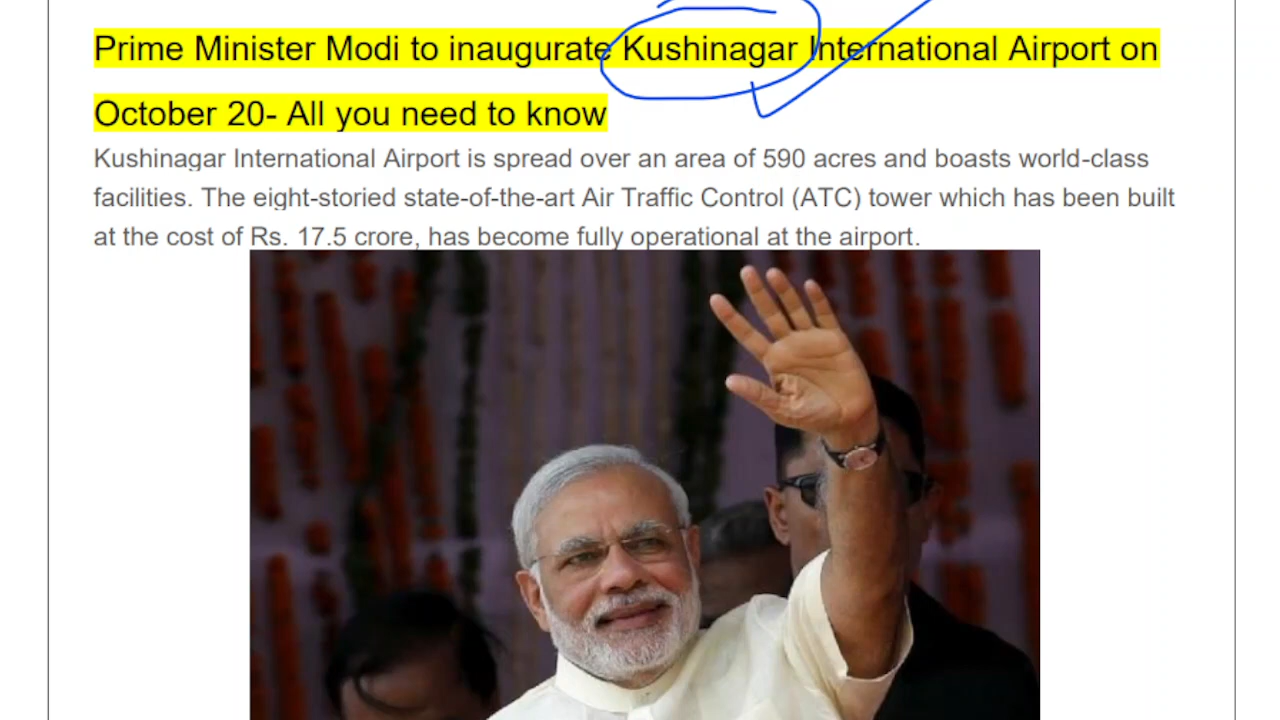 Prime Minister Modi to inaugurate Kushinagar International Airport on
October 20- All you need to know
Kushinagar International Airport is spread over an area of 590 acres and boasts world-class
facilities. The eight-storied state-of-the-art Air Traffic Control (ATC) tower which has been built
at the cost of Rs. 17.5 crore, has become fully operational at the airport.